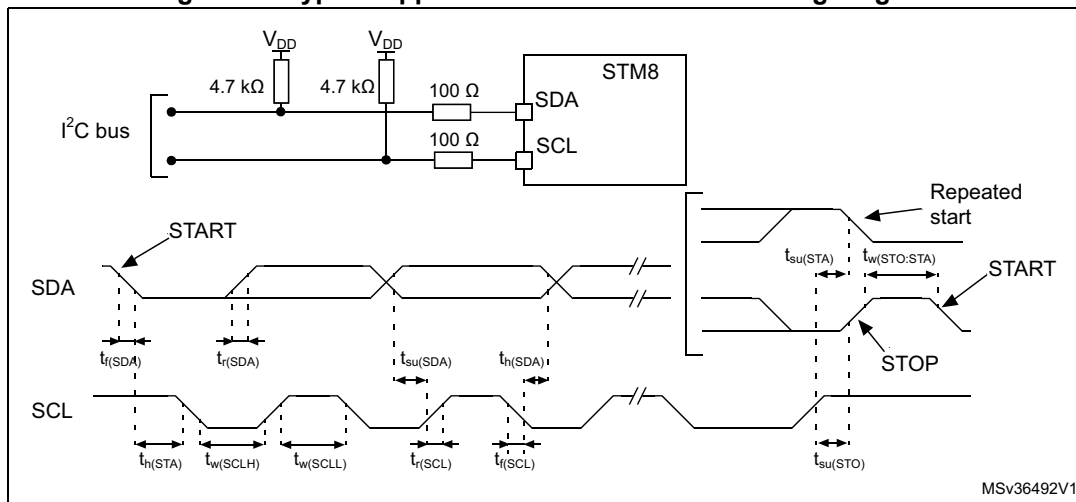 V_DD V_DD
STM8
4.7 kΩ 4.7 kΩ 100 Ω
SDA
I²C bus
100 Ω SCL
Repeated
start
START
t_su(STA) t_w(STO:STA)
START
SDA
STOP
t_f(SDA) t_r(SDA) t_su(SDA) t_h(SDA)
SCL
t_h(STA) t_w(SCLH) t_w(SCLL) t_r(SCL) t_f(SCL) t_su(STO)
MSv36492V1